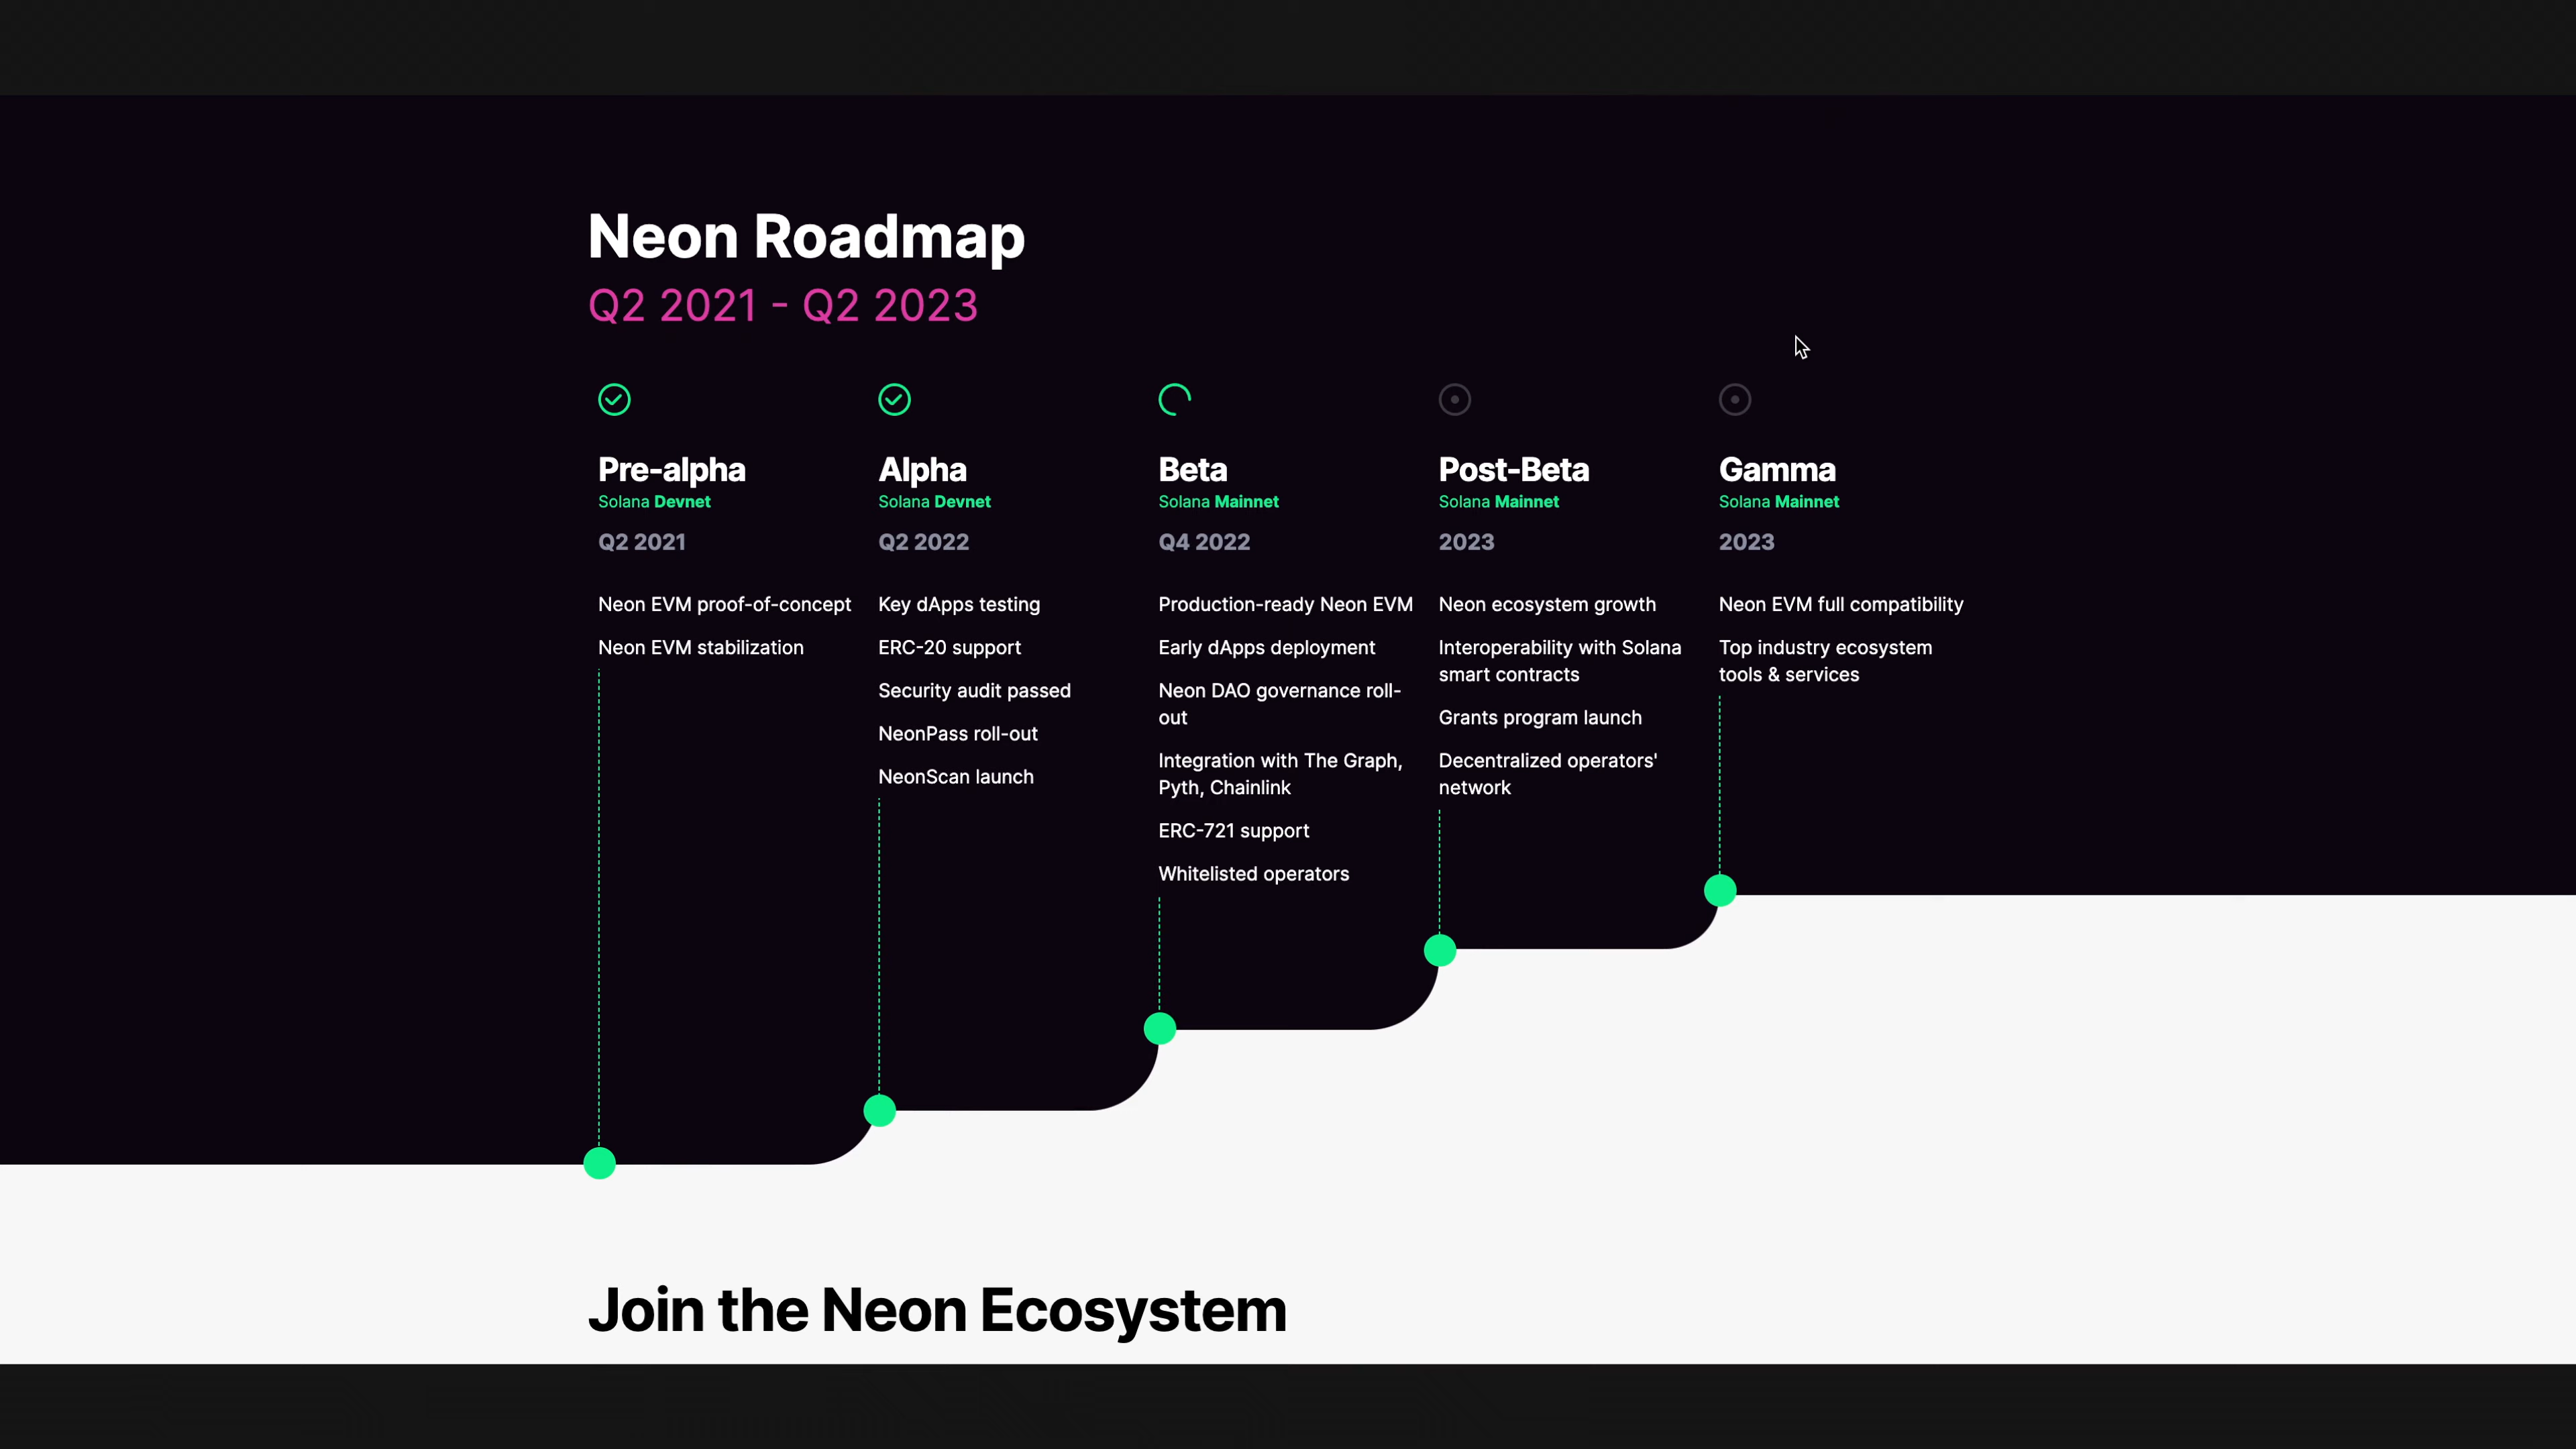 Neon Roadmap
Q2 2021 - Q2 2023
Pre-alpha
Solana Devnet
Q2 2021
Neon EVM proof-of-concept
Neon EVM stabilization
Alpha
Solana Devnet
Q2 2022
Key dApps testing
ERC-20 support
Security audit passed
NeonPass roll-out
NeonScan launch
Beta
Solana Mainnet
Q4 2022
Production-ready Neon EVM
Early dApps deployment
Neon DAO governance roll-
out
Integration with The Graph,
Pyth, Chainlink
ERC-721 support
Whitelisted operators
Post-Beta
Solana Mainnet
2023
Neon ecosystem growth
Interoperability with Solana
smart contracts
Grants program launch
Decentralized operators'
network
Gamma
Solana Mainnet
2023
Neon EVM full compatibility
Top industry ecosystem
tools & services
Join the Neon Ecosystem